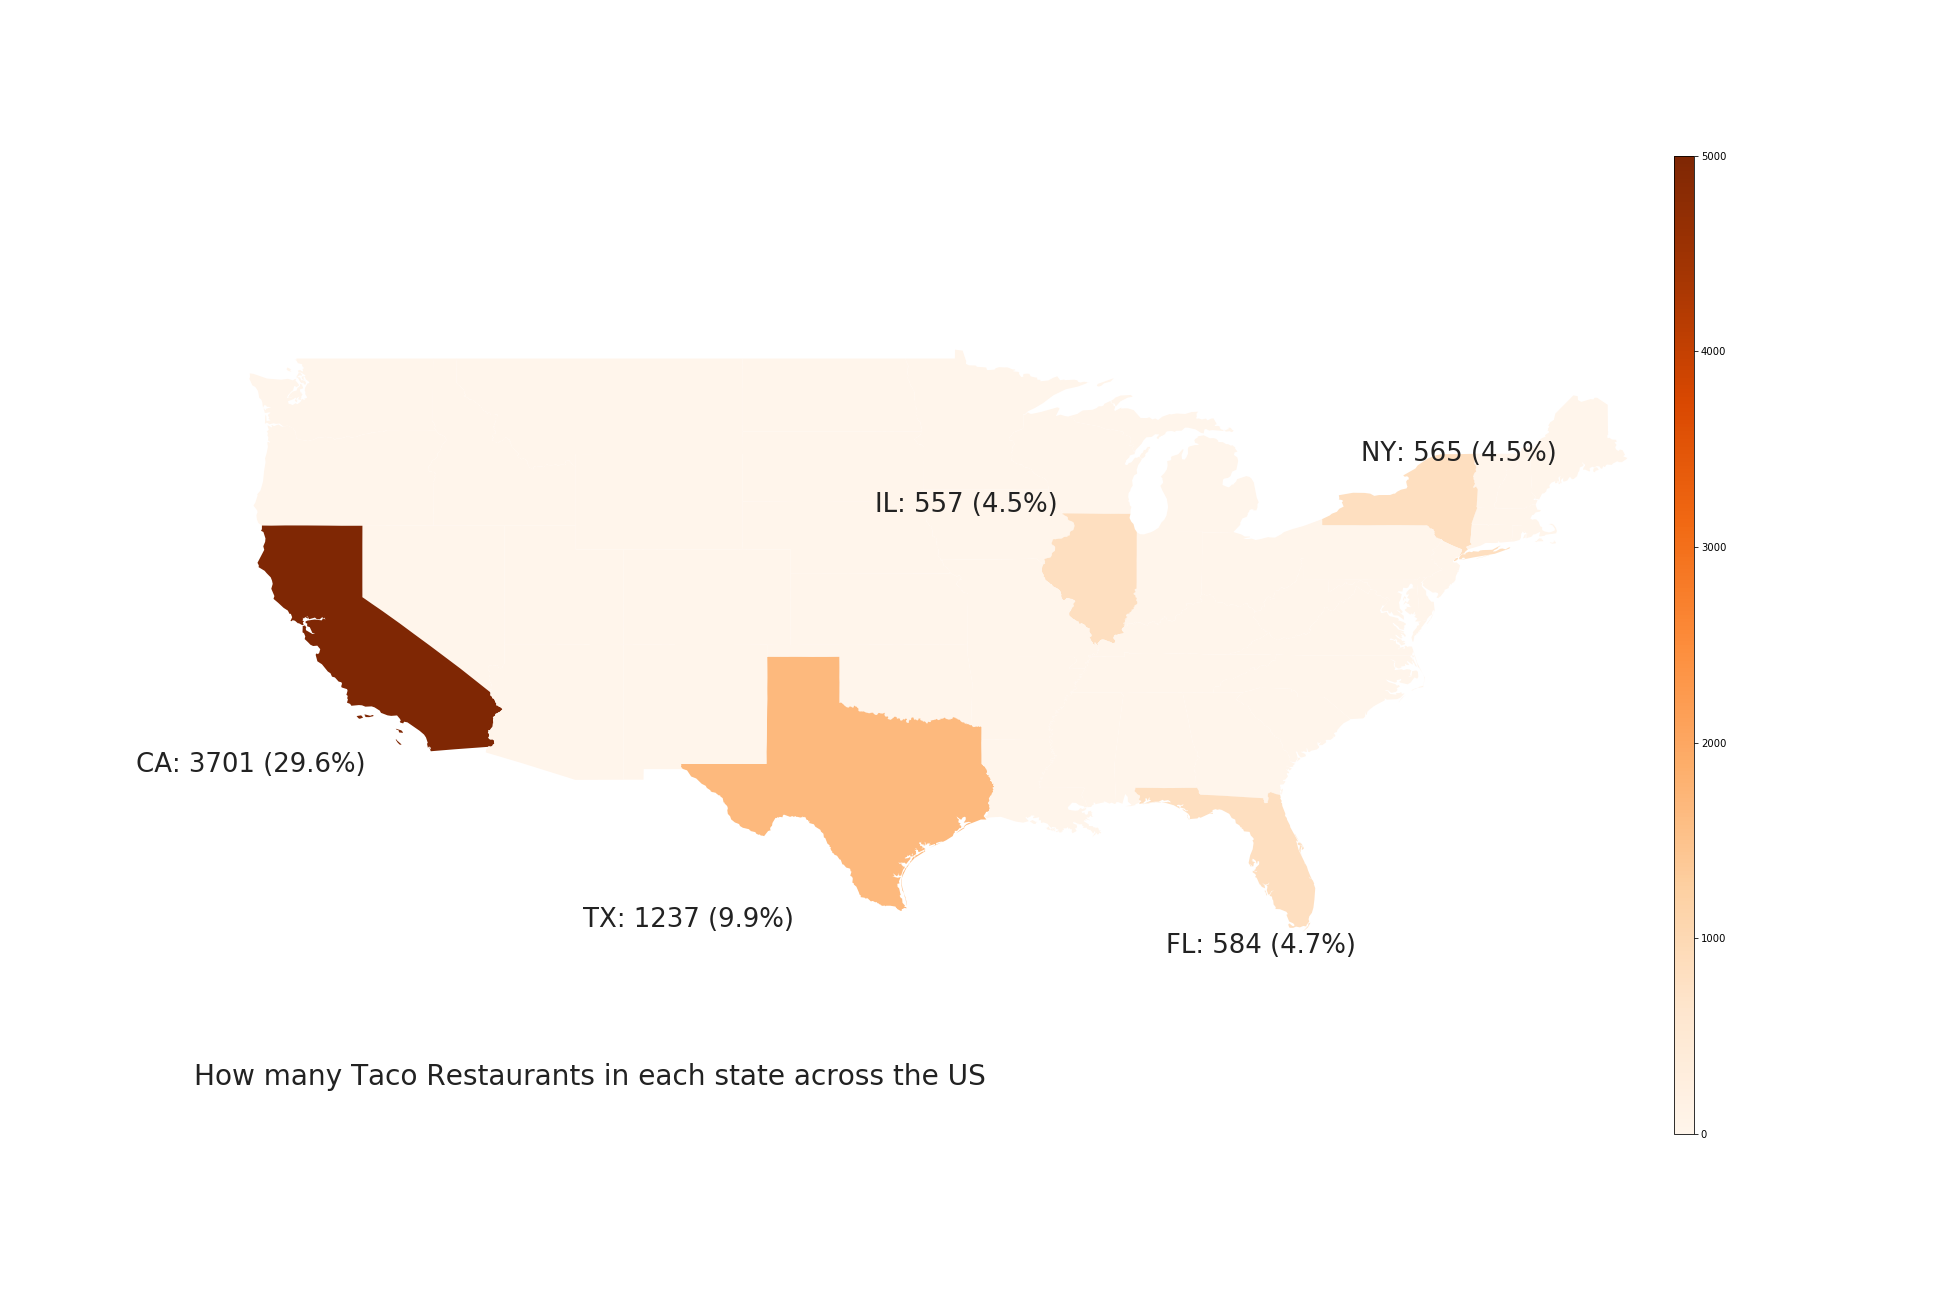 5000
4000
NY: 565 (4.5%)
IL: 557 (4.5%)
3000
2000
CA: 3701 (29.6%)
TX: 1237 (9.9%)
1000
FL: 584 (4.7%)
How many Taco Restaurants in each state across the US
0